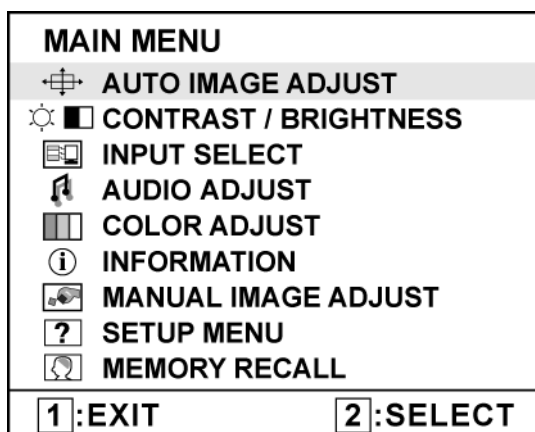 MAIN MENU
AUTO IMAGE ADJUST
CONTRAST / BRIGHTNESS
INPUT SELECT
AUDIO ADJUST
COLOR ADJUST
i INFORMATION
MANUAL IMAGE ADJUST
? SETUP MENU
MEMORY RECALL
1:EXIT 2:SELECT